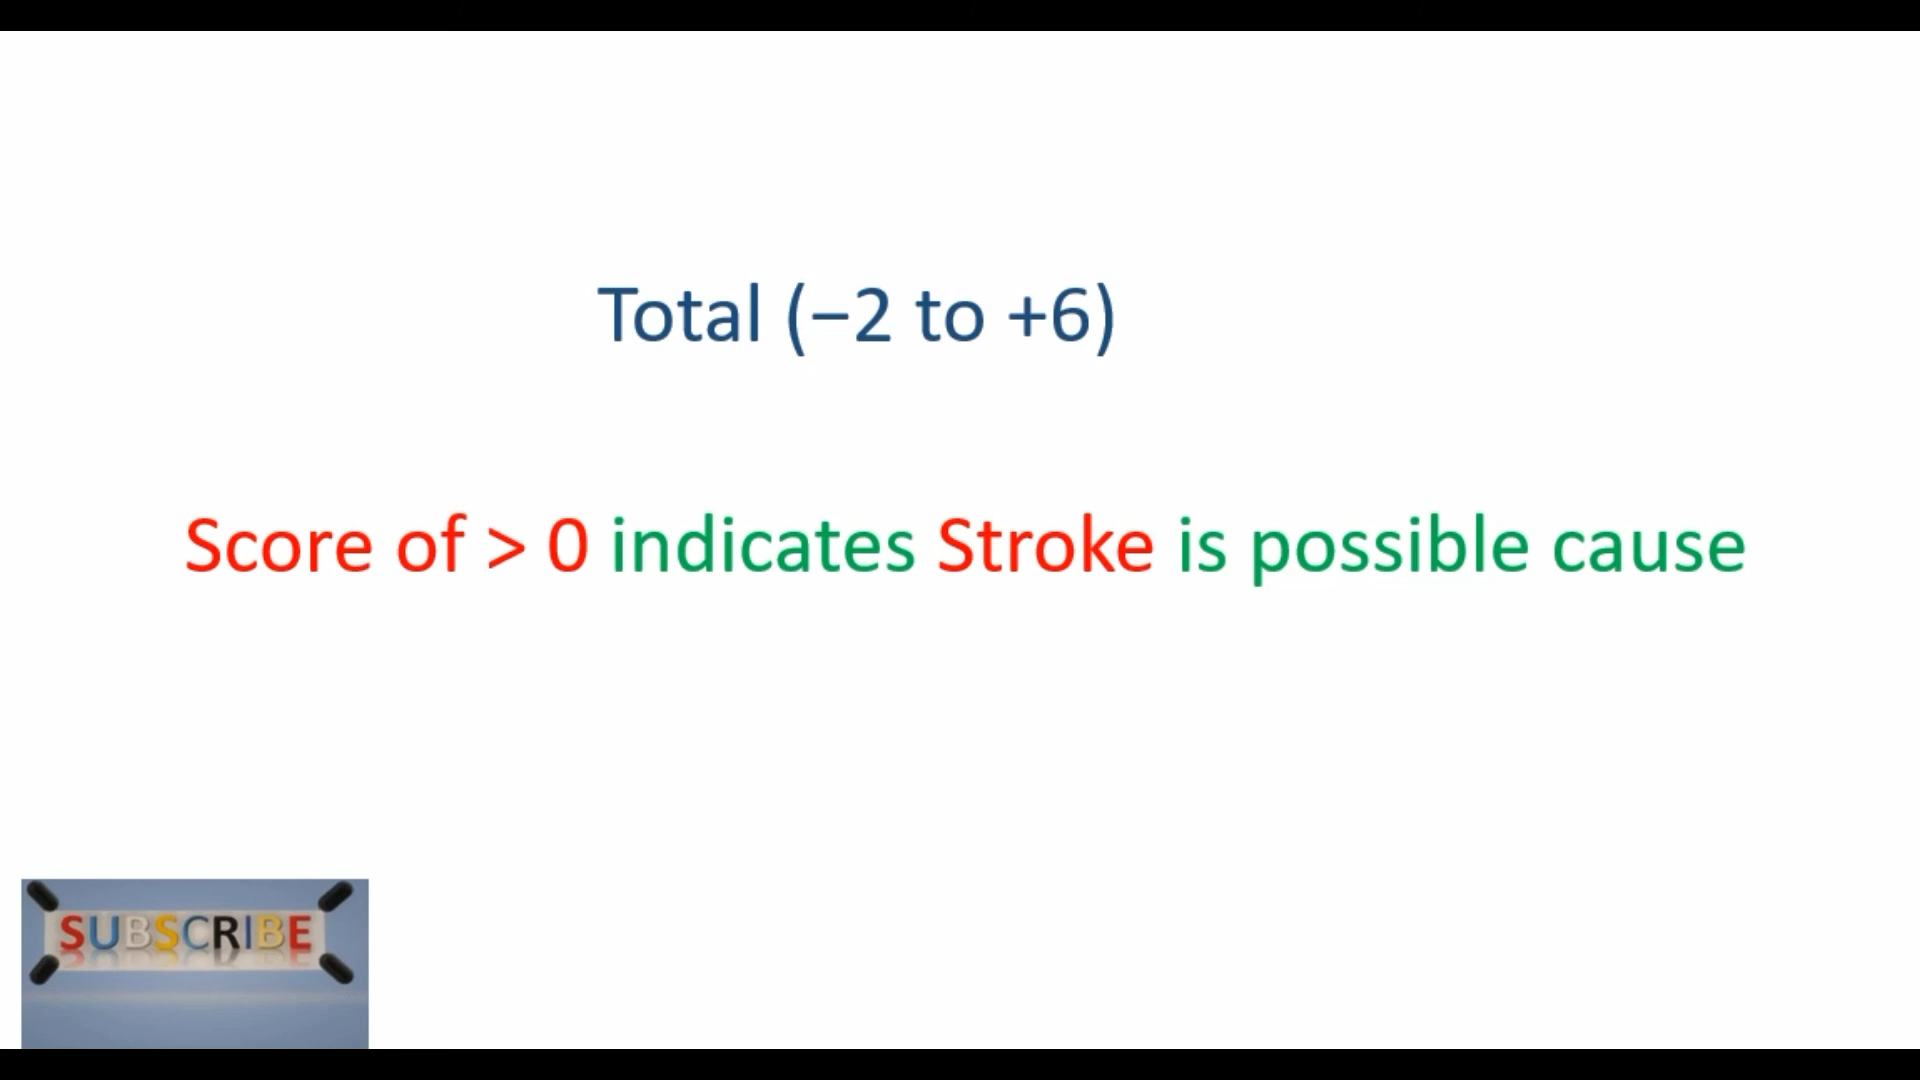 Total (−2 to +6)
Score of > 0 indicates Stroke is possible cause
SUBSCRIBE